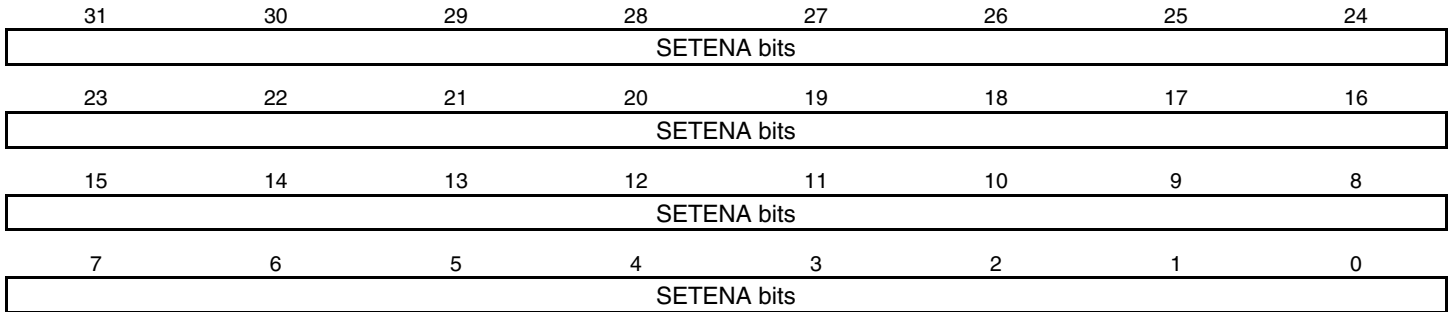 31 30 29 28 27 26 25 24
SETENA bits
23 22 21 20 19 18 17 16
SETENA bits
15 14 13 12 11 10 9 8
SETENA bits
7 6 5 4 3 2 1 0
SETENA bits